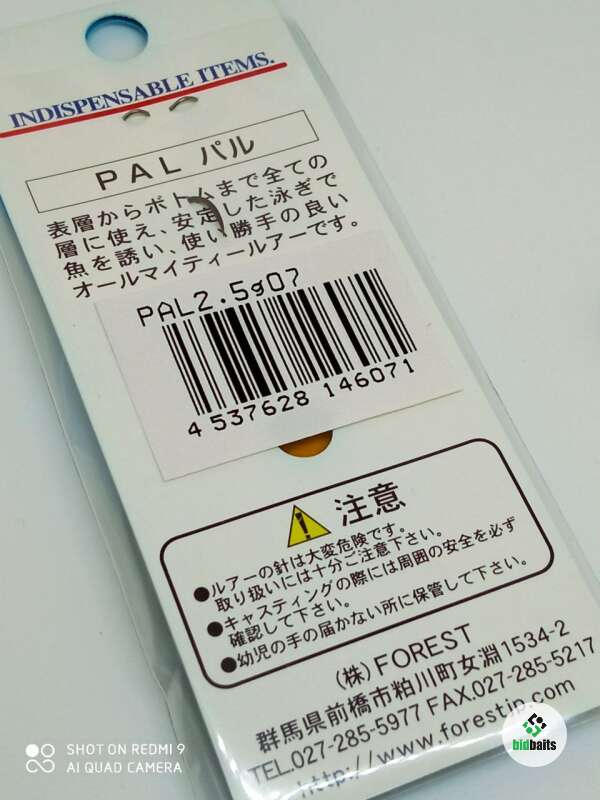 INDISPENSABLE ITEMS.
PAL パル
表層からボトムまで全ての
層に使え、安定した泳ぎで
魚を誘い、使い勝手の良い
オールマイティールアーです。
PAL2.5g07
4 537628 146071
注意
●ルアーの針は大変危険です。
取り扱いには十分ご注意下さい。
●キャスティングの際には周囲の安全を必ず
確認して下さい。
●幼児の手の届かない所に保管して下さい。
(株)FOREST
群馬県前橋市粕川町女淵1534-2
TEL.027-285-5977 FAX.027-285-5217
http://www.forestjp.com
SHOT ON REDMI 9
AI QUAD CAMERA
bidbaits